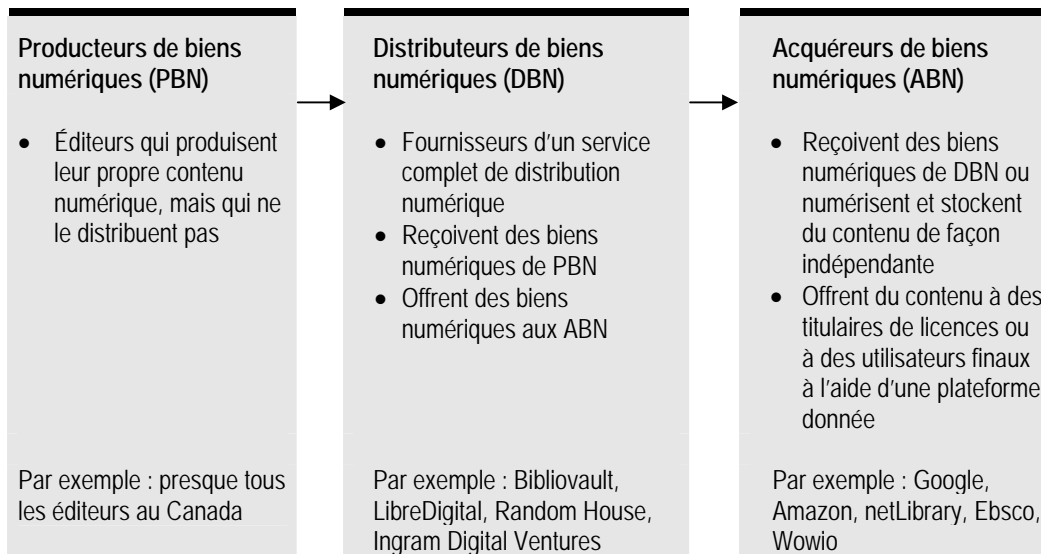 Producteurs de biens
numériques (PBN)
• Éditeurs qui produisent
leur propre contenu
numérique, mais qui ne
le distribuent pas
Par exemple : presque tous
les éditeurs au Canada
Distributeurs de biens
numériques (DBN)
• Fournisseurs d’un service
complet de distribution
numérique
• Reçoivent des biens
numériques de PBN
• Offrent des biens
numériques aux ABN
Par exemple : Bibliovault,
LibreDigital, Random House,
Ingram Digital Ventures
Acquéreurs de biens
numériques (ABN)
• Reçoivent des biens
numériques de DBN ou
numérisent et stockent
du contenu de façon
indépendante
• Offrent du contenu à des
titulaires de licences ou
à des utilisateurs finaux
à l’aide d’une plateforme
donnée
Par exemple : Google,
Amazon, netLibrary, Ebsco,
Wowio